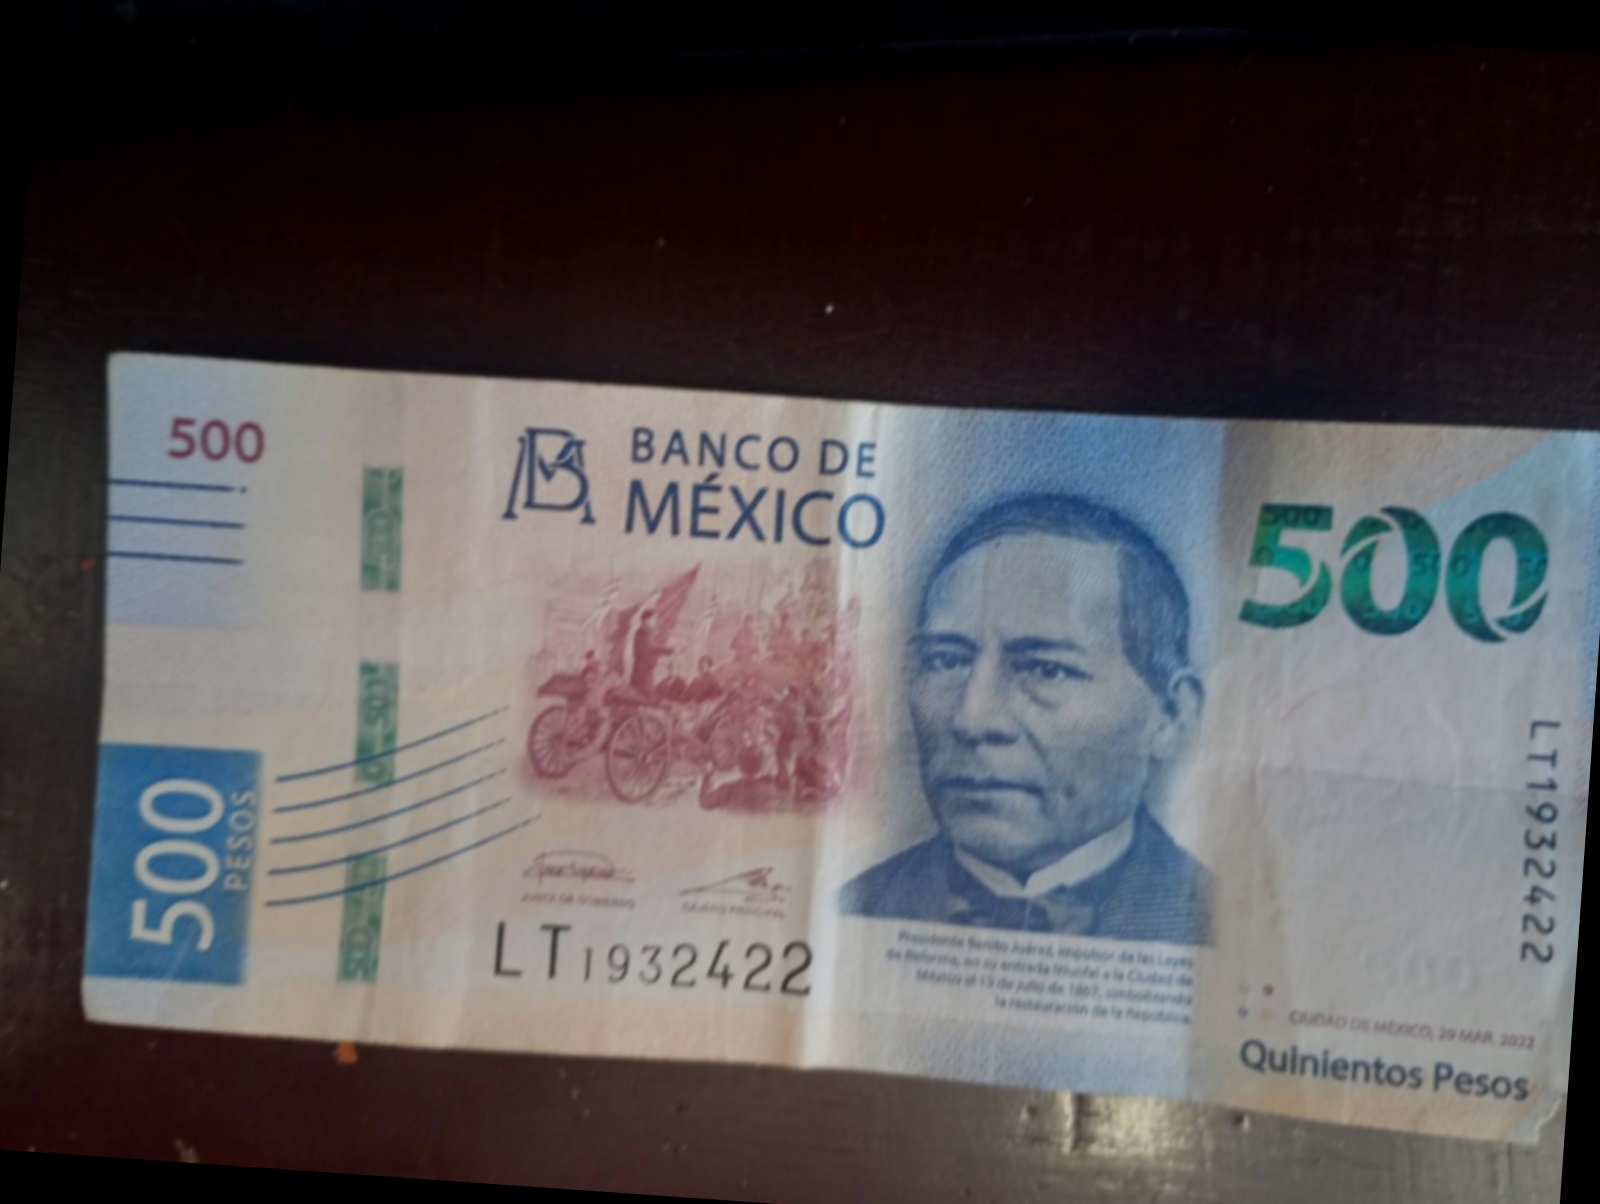 500
BANCO DE
MÉXICO
500
500
PESOS
JUNTA DE GOBIERNO
CAJERO PRINCIPAL
LT1932422
Presidente Benito Juárez, impulsor de las Leyes
de Reforma, en su entrada triunfal a la Ciudad de
México el 15 de julio de 1867, simbolizando
la restauración de la República.
LT1932422
CIUDAD DE MÉXICO, 29 MAR. 2022
Quinientos Pesos